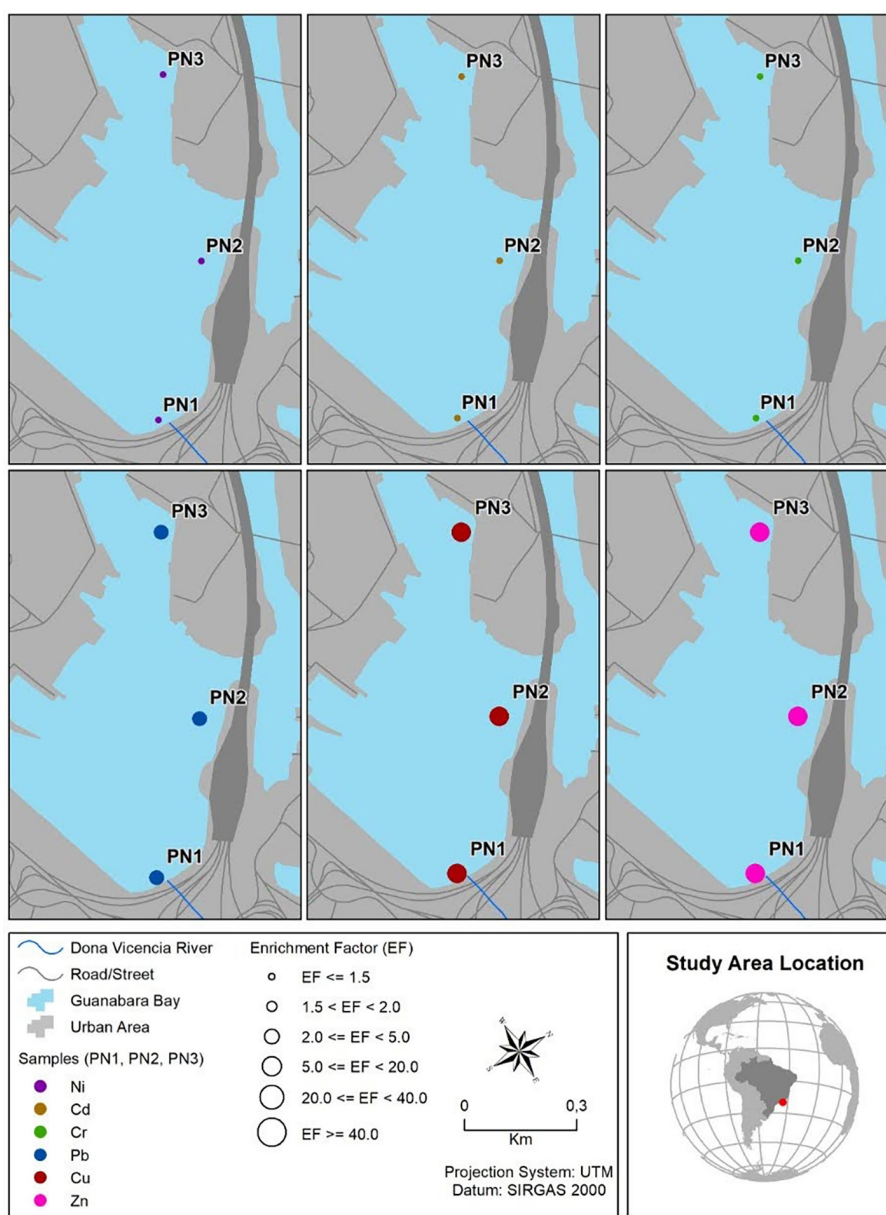 PN3
PN2
PN1
PN3
PN2
PN1
PN3
PN2
PN1
PN3
PN2
PN1
PN3
PN2
PN1
PN3
PN2
PN1
Dona Vicencia River
Road/Street
Guanabara Bay
Urban Area
Samples (PN1, PN2, PN3)
Ni
Cd
Cr
Pb
Cu
Zn
Enrichment Factor (EF)
EF <= 1.5
1.5 < EF < 2.0
2.0 <= EF < 5.0
5.0 <= EF < 20.0
20.0 <= EF < 40.0
EF >= 40.0
W
N
S
E
0 0,3
Km
Projection System: UTM
Datum: SIRGAS 2000
Study Area Location